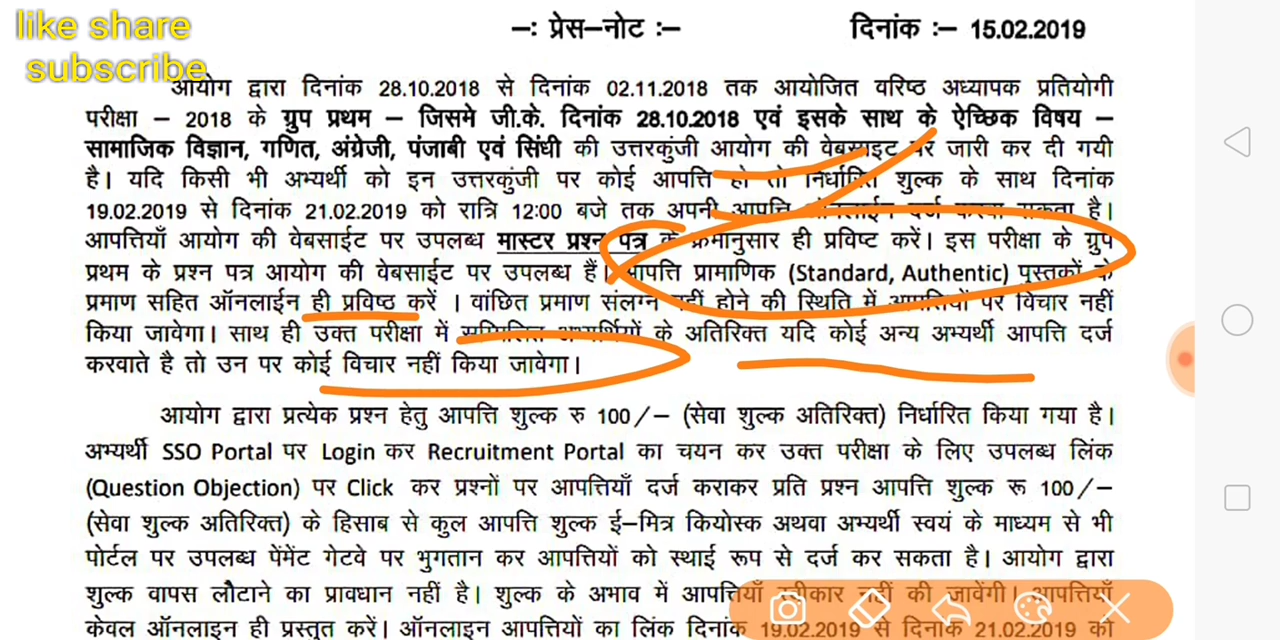 like share
subscribe
–: प्रेस–नोट :– दिनांक :– 15.02.2019
आयोग द्वारा दिनांक 28.10.2018 से दिनांक 02.11.2018 तक आयोजित वरिष्ठ अध्यापक प्रतियोगी
परीक्षा – 2018 के ग्रुप प्रथम – जिसमे जी.के. दिनांक 28.10.2018 एवं इसके साथ के ऐच्छिक विषय –
सामाजिक विज्ञान, गणित, अंग्रेजी, पंजाबी एवं सिंधी की उत्तरकुंजी आयोग की वेबसाइट पर जारी कर दी गयी
है। यदि किसी भी अभ्यर्थी को इन उत्तरकुंजी पर कोई आपत्ति हो तो निर्धारित शुल्क के साथ दिनांक
19.02.2019 से दिनांक 21.02.2019 को रात्रि 12:00 बजे तक अपनी आपत्ति ऑनलाईन दर्ज करवा सकता है।
आपत्तियाँ आयोग की वेबसाईट पर उपलब्ध मास्टर प्रश्न पत्र के क्रमानुसार ही प्रविष्ट करें। इस परीक्षा के ग्रुप
प्रथम के प्रश्न पत्र आयोग की वेबसाईट पर उपलब्ध हैं। आपत्ति प्रामाणिक (Standard, Authentic) पुस्तकों के
प्रमाण सहित ऑनलाईन ही प्रविष्ठ करें । वांछित प्रमाण संलग्न नहीं होने की स्थिति में आपत्तियों पर विचार नहीं
किया जावेगा। साथ ही उक्त परीक्षा में सम्मिलित अभ्यर्थियों के अतिरिक्त यदि कोई अन्य अभ्यर्थी आपत्ति दर्ज
करवाते है तो उन पर कोई विचार नहीं किया जावेगा।
आयोग द्वारा प्रत्येक प्रश्न हेतु आपत्ति शुल्क रु 100/– (सेवा शुल्क अतिरिक्त) निर्धारित किया गया है।
अभ्यर्थी SSO Portal पर Login कर Recruitment Portal का चयन कर उक्त परीक्षा के लिए उपलब्ध लिंक
(Question Objection) पर Click कर प्रश्नों पर आपत्तियाँ दर्ज कराकर प्रति प्रश्न आपत्ति शुल्क रू 100/–
(सेवा शुल्क अतिरिक्त) के हिसाब से कुल आपत्ति शुल्क ई–मित्र कियोस्क अथवा अभ्यर्थी स्वयं के माध्यम से भी
पोर्टल पर उपलब्ध पेंमेंट गेटवे पर भुगतान कर आपत्तियों को स्थाई रूप से दर्ज कर सकता है। आयोग द्वारा
शुल्क वापस लौटाने का प्रावधान नहीं है। शुल्क के अभाव में आपत्तियाँ स्वीकार नहीं की जावेंगी। आपत्तियाँ
केवल ऑनलाईन ही प्रस्तुत करें। ऑनलाईन आपत्तियों का लिंक दिनांक 19.02.2019 से दिनांक 21.02.2019 को